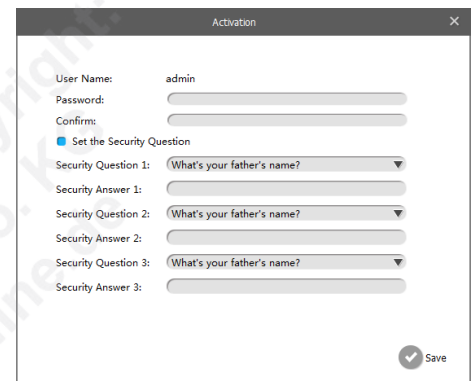 Activation
User Name: admin
Password:
Confirm:
Set the Security Question
Security Question 1: What's your father's name?
Security Answer 1:
Security Question 2: What's your father's name?
Security Answer 2:
Security Question 3: What's your father's name?
Security Answer 3:
Save